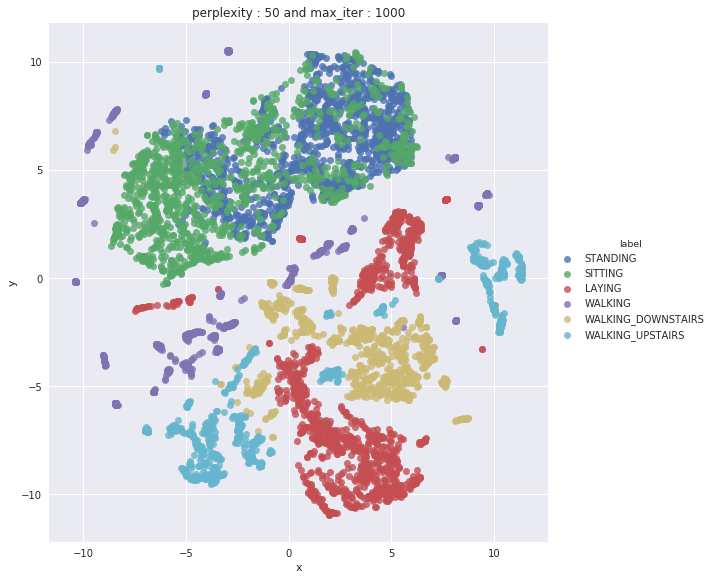 perplexity : 50 and max_iter : 1000
10
5
0
−5
−10
y
−10
−5
0
5
10
x
label
STANDING
SITTING
LAYING
WALKING
WALKING_DOWNSTAIRS
WALKING_UPSTAIRS